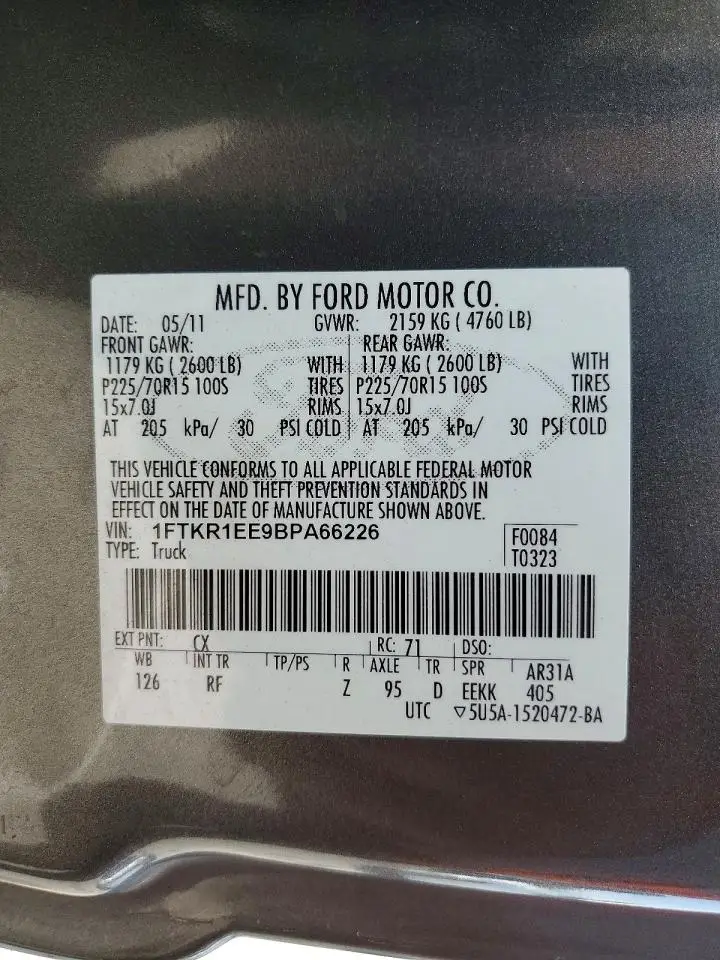 MFD. BY FORD MOTOR CO.
DATE: 05/11 GVWR: 2159 KG ( 4760 LB)
FRONT GAWR: REAR GAWR:
1179 KG ( 2600 LB) WITH 1179 KG ( 2600 LB) WITH
P225/70R15 100S TIRES P225/70R15 100S TIRES
15x7.0J RIMS 15x7.0J RIMS
AT 205 kPa/ 30 PSI COLD AT 205 kPa/ 30 PSI COLD
THIS VEHICLE CONFORMS TO ALL APPLICABLE FEDERAL MOTOR
VEHICLE SAFETY AND THEFT PREVENTION STANDARDS IN
EFFECT ON THE DATE OF MANUFACTURE SHOWN ABOVE.
VIN: 1FTKR1EE9BPA66226 F0084
TYPE: Truck T0323
EXT PNT: CX RC: 71 DSO:
WB INT TR TP/PS R AXLE TR SPR AR31A
126 RF Z 95 D EEKK 405
UTC ▽5U5A-1520472-BA